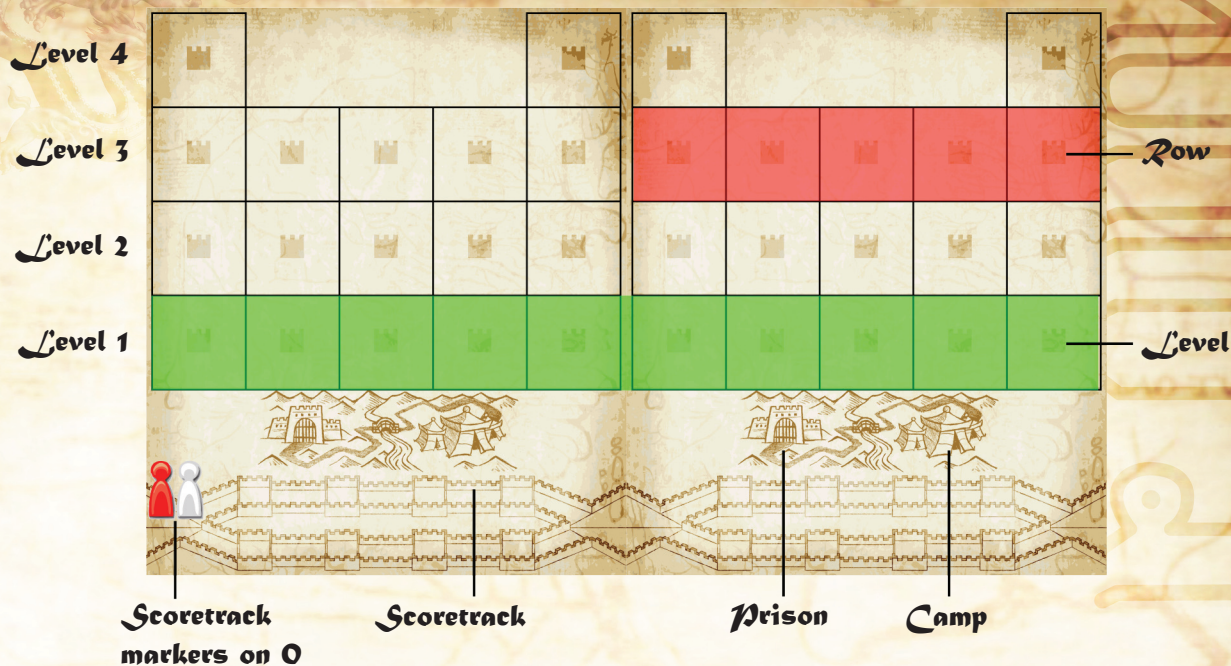 Level 4
Level 3
Row
Level 2
Level 1
Level
Scoretrack
markers on 0
Scoretrack
Prison
Camp